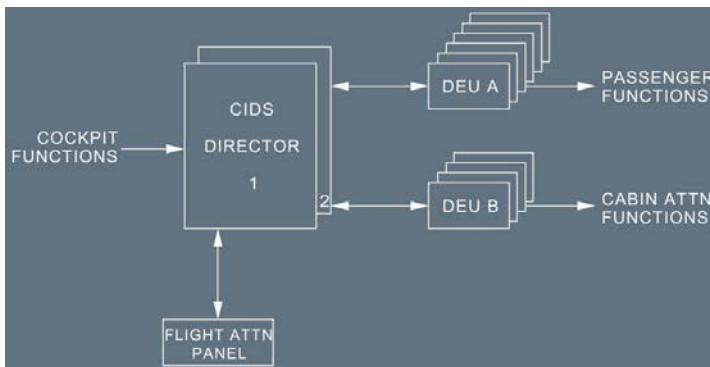 COCKPIT
FUNCTIONS
CIDS
DIRECTOR
1
2
DEU A
PASSENGER
FUNCTIONS
DEU B
CABIN ATTN
FUNCTIONS
FLIGHT ATTN
PANEL